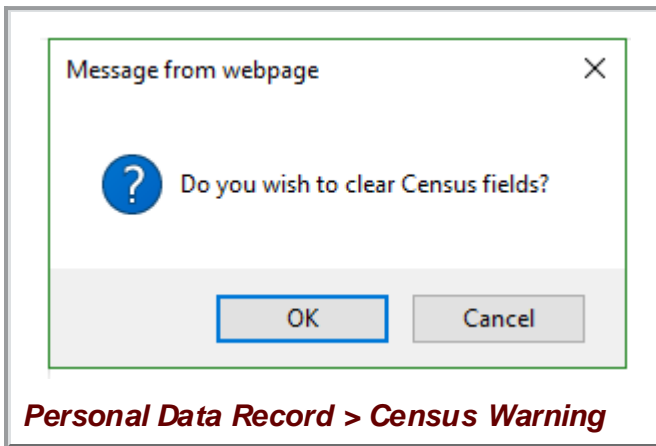 Message from webpage
Do you wish to clear Census fields?
OK
Cancel
Personal Data Record > Census Warning